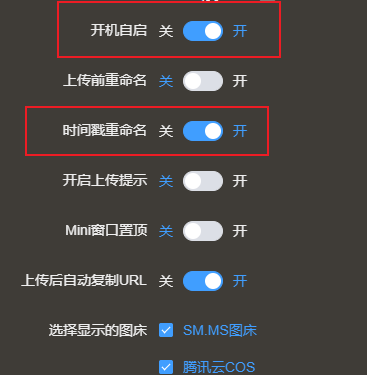 开机自启 关 开
上传前重命名 关 开
时间戳重命名 关 开
开启上传提示 关 开
Mini窗口置顶 关 开
上传后自动复制URL 关 开
选择显示的图床 SM.MS图床
腾讯云COS